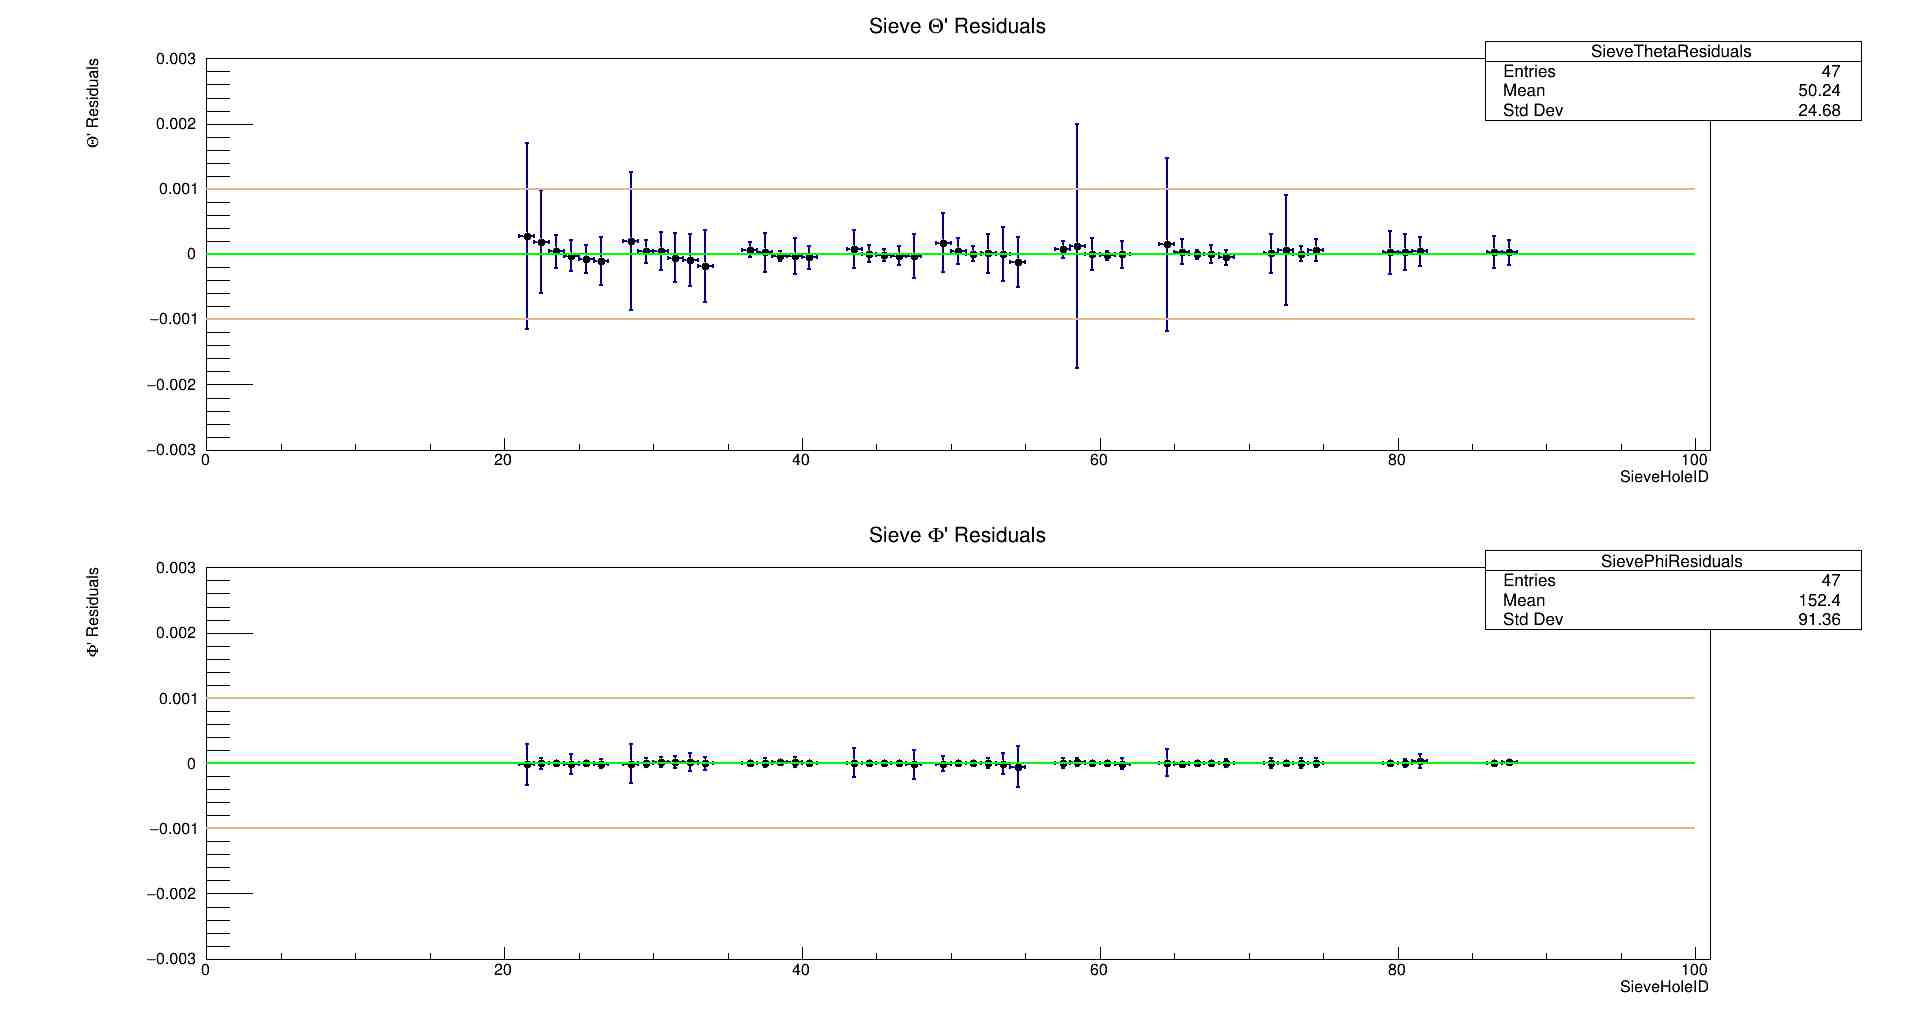 Sieve Θ' Residuals
SieveThetaResiduals
Entries 47
Mean 50.24
Std Dev 24.68
Θ' Residuals
0.003
0.002
0.001
0
−0.001
−0.002
−0.003
0 20 40 60 80 100
SieveHoleID
Sieve Φ' Residuals
SievePhiResiduals
Entries 47
Mean 152.4
Std Dev 91.36
Φ' Residuals
0.003
0.002
0.001
0
−0.001
−0.002
−0.003
0 20 40 60 80 100
SieveHoleID